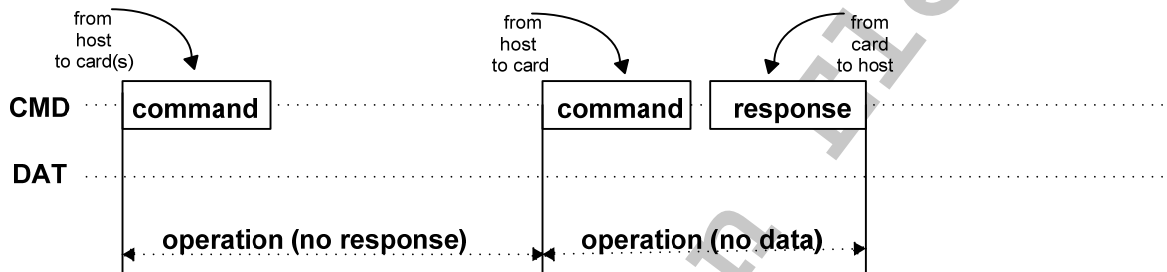 from
host
to card(s)
from
host
to card
from
card
to host
CMD
command
command
response
DAT
operation (no response)
operation (no data)